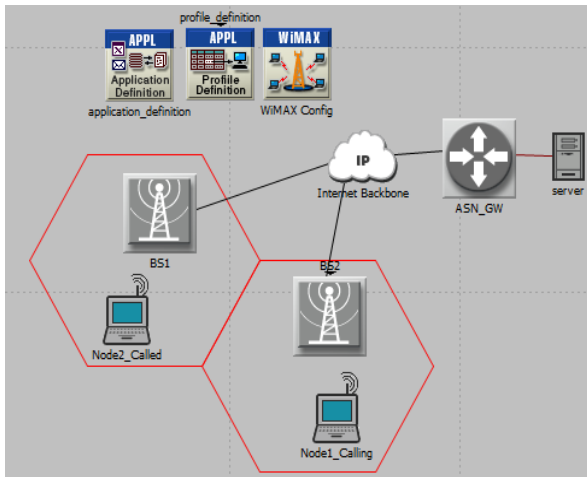 profile_definition
APPL
Application
Definition
application_definition
APPL
Profile
Definition
WiMAX
WiMAX Config
IP
Internet Backbone
ASN_GW
server
BS1
BS2
Node2_Called
Node1_Calling